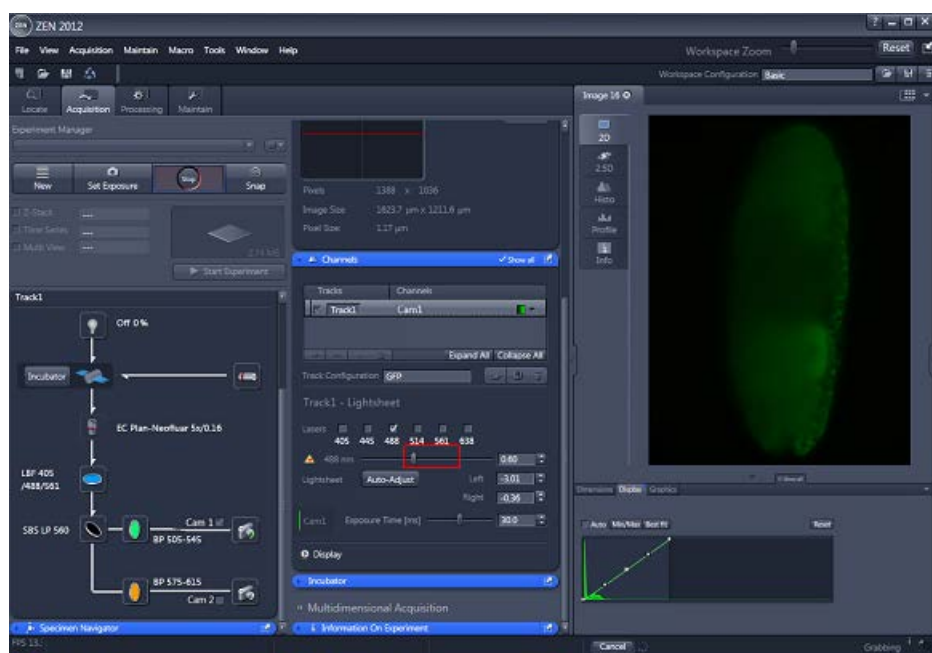 ZEN 2012
File View Acquisition Maintain Macro Tools Window Help
Workspace Zoom Reset
Workspace Configuration Basic
Locate Acquisition Processing Maintain
Experiment Manager
New Set Exposure Stop Snap
Z-Stack ---
Time Series ---
Multi View ---
Start Experiment
Track1
Off 0 %
Incubator
EC Plan-Neofluar 5x/0.16
LBF 405
/488/561
SBS LP 560
Cam 1
BP 505-545
BP 575-615
Cam 2
Specimen Navigator
Pixels 1388 x 1036
Image Size 1623.7 µm x 1211.6 µm
Pixel Size 1.17 µm
Channels Show all
Tracks Channels
Track1 Cam1
Expand All Collapse All
Track Configuration GFP
Track1 - Lightsheet
Lasers
405 445 488 514 561 638
488 nm 0.60
Lightsheet Auto-Adjust Left -3.01
Right -0.36
Cam1 Exposure Time [ms] 30.0
Display
Incubator
Multidimensional Acquisition
Information On Experiment
Image 16
2D
2.5D
Histo
Profile
Info
Dimensions Display Graphics
Auto Min/Max Best Fit Reset
Cancel
Grabbing